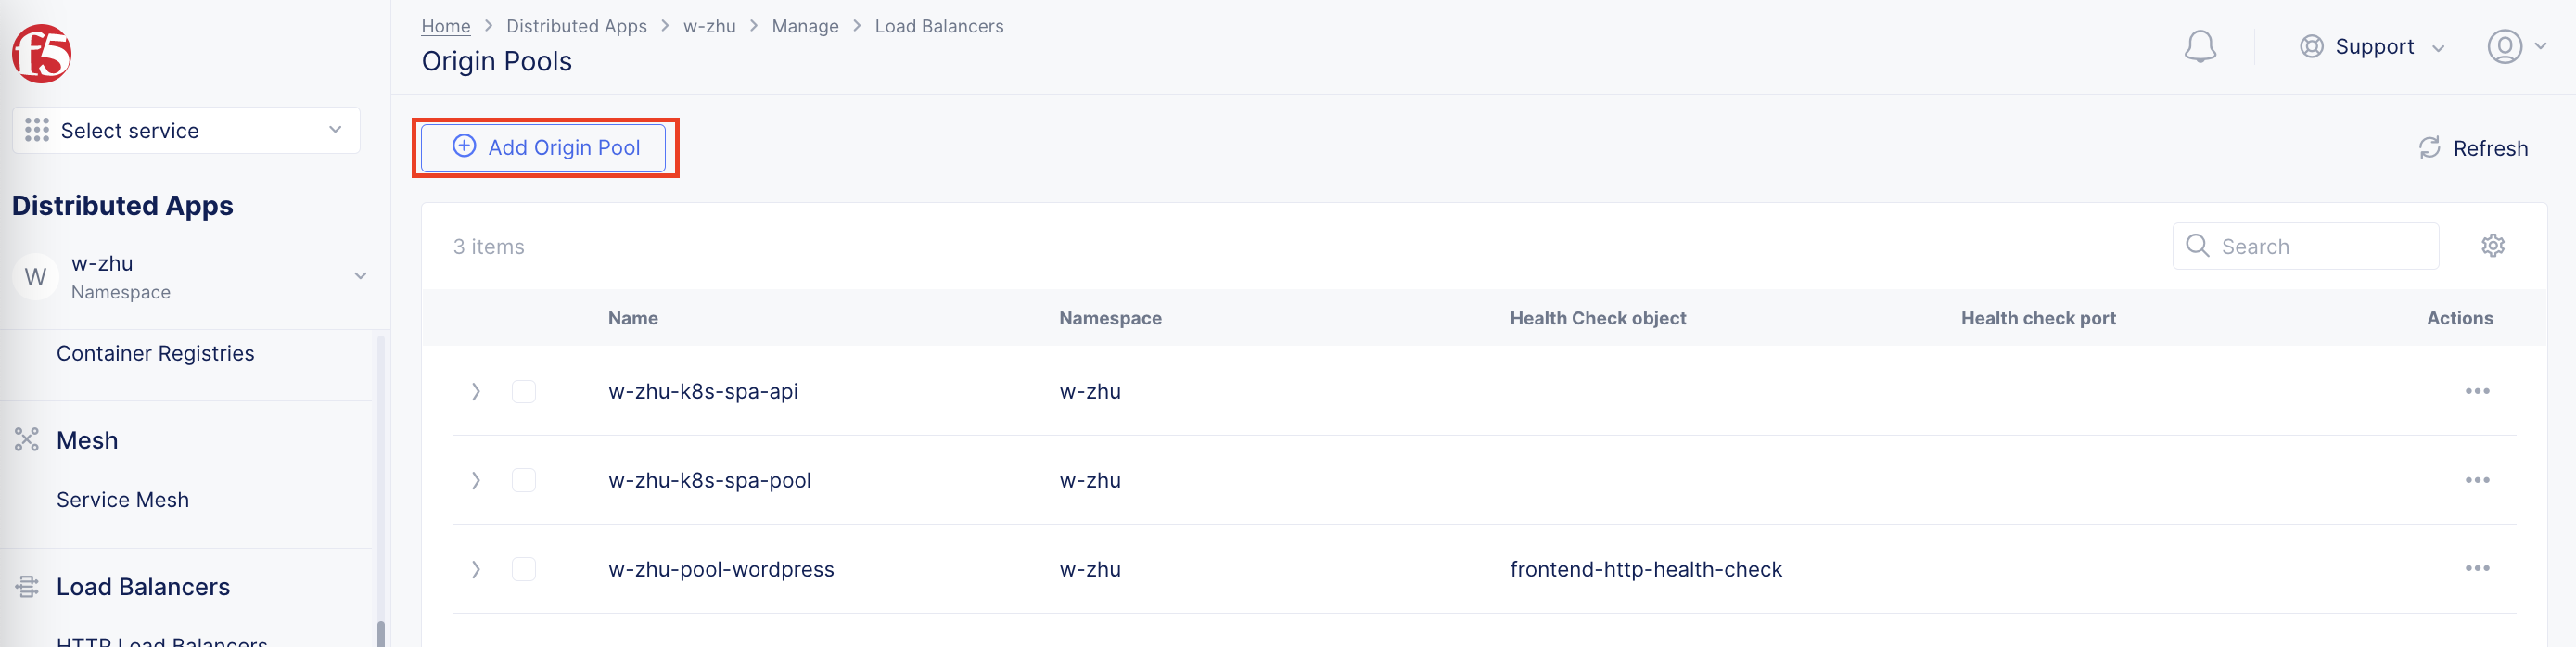 f5
Home > Distributed Apps > w-zhu > Manage > Load Balancers
Origin Pools
Support
Select service
Add Origin Pool
Refresh
Distributed Apps
W
w-zhu
Namespace
3 items
Search
Name Namespace Health Check object Health check port Actions
Container Registries
w-zhu-k8s-spa-api w-zhu
Mesh
w-zhu-k8s-spa-pool w-zhu
Service Mesh
w-zhu-pool-wordpress w-zhu frontend-http-health-check
Load Balancers
HTTP Load Balancers